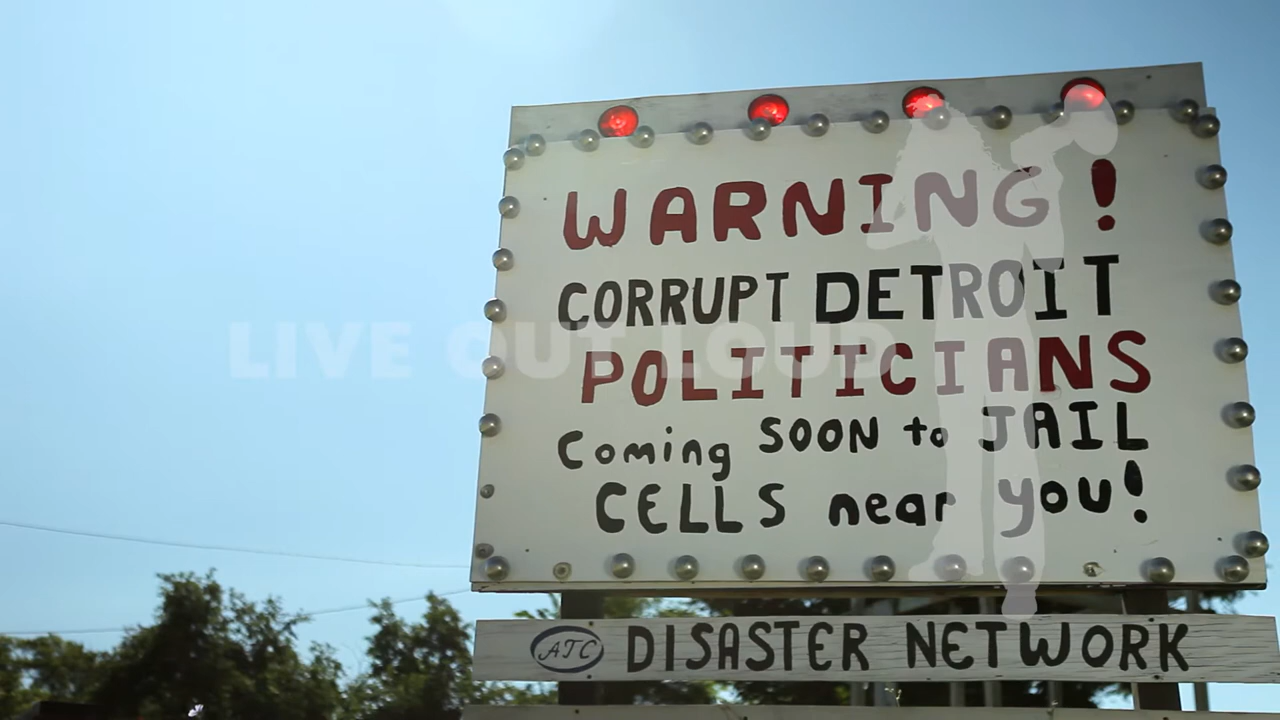 WARNING!
CORRUPT DETROIT
LIVE OUT LOUD
POLITICIANS
Coming SOON to JAIL
CELLS near you!
ATC DISASTER NETWORK